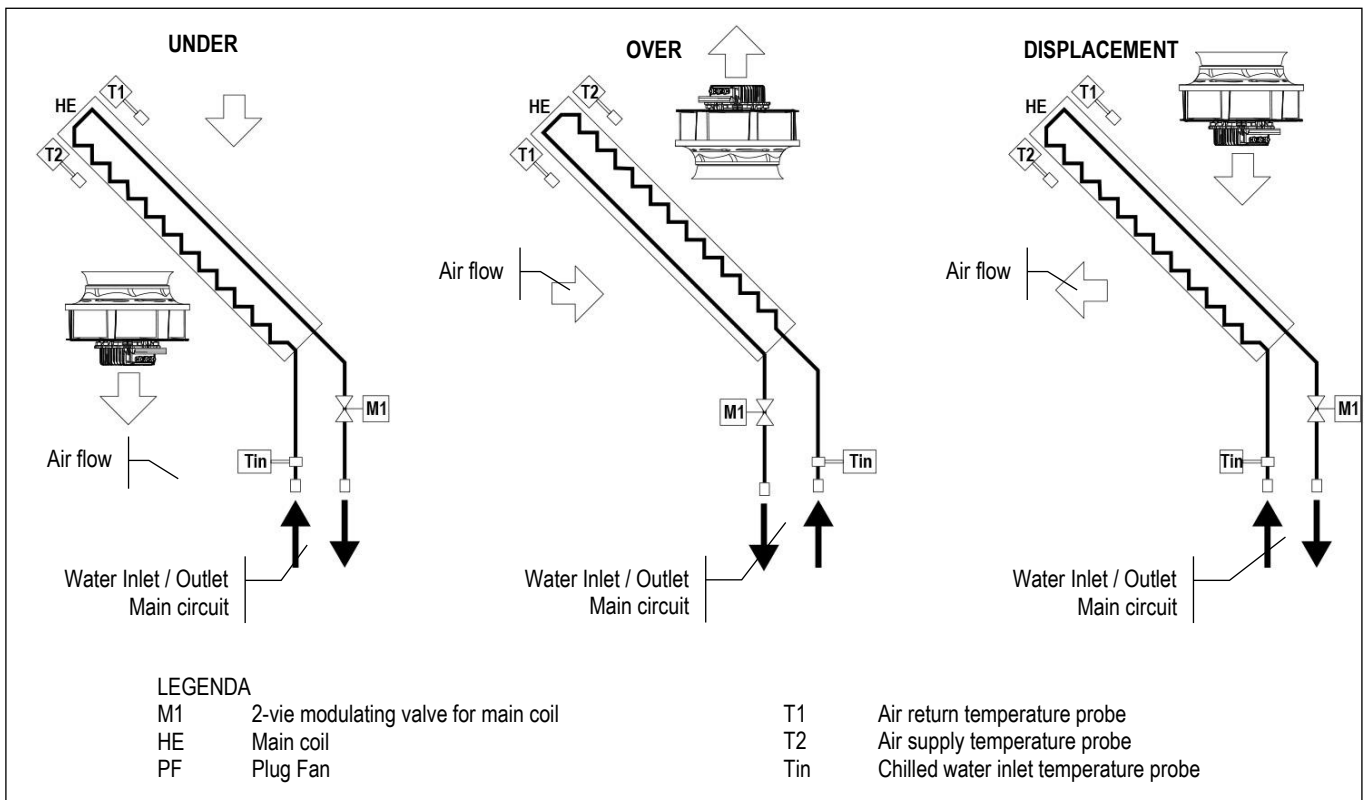 UNDER
HE
T1
T2
Air flow
M1
Tin
Water Inlet / Outlet
Main circuit
OVER
HE
T2
T1
Air flow
M1
Tin
Water Inlet / Outlet
Main circuit
DISPLACEMENT
HE
T1
T2
Air flow
M1
Tin
Water Inlet / Outlet
Main circuit
LEGENDA
M1 2-vie modulating valve for main coil
HE Main coil
PF Plug Fan
T1 Air return temperature probe
T2 Air supply temperature probe
Tin Chilled water inlet temperature probe